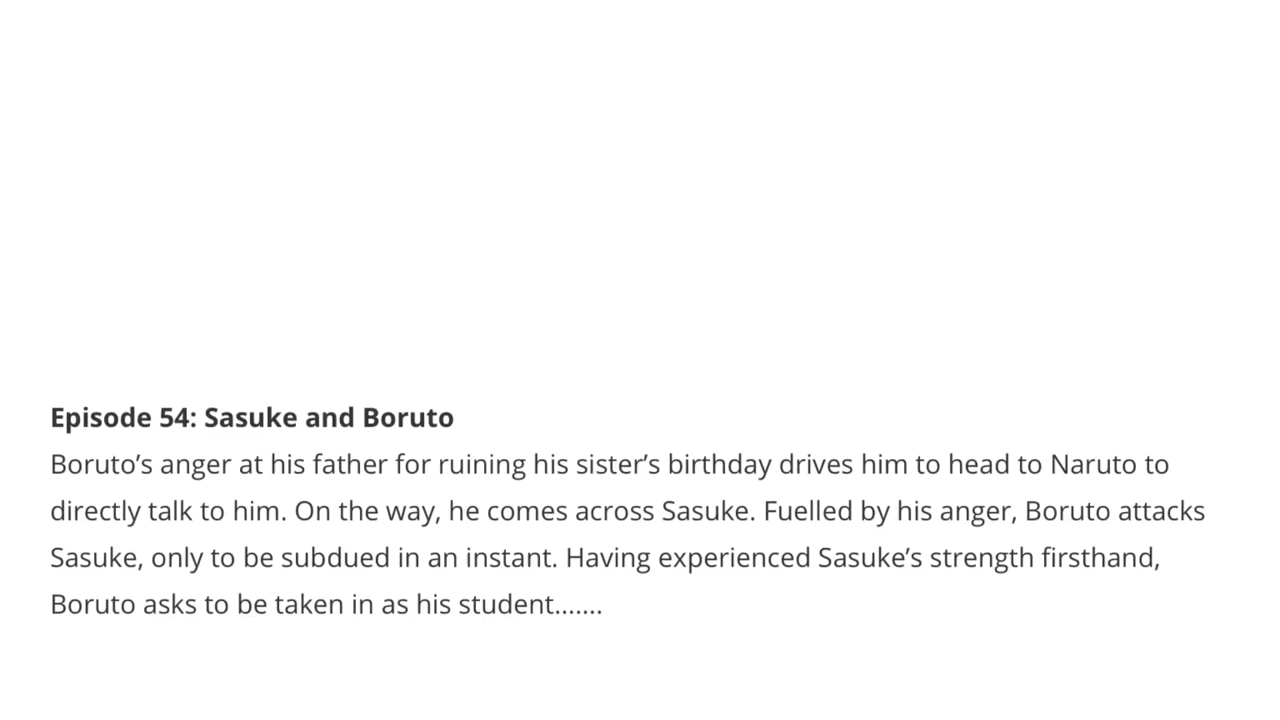 Episode 54: Sasuke and Boruto
Boruto’s anger at his father for ruining his sister’s birthday drives him to head to Naruto to
directly talk to him. On the way, he comes across Sasuke. Fuelled by his anger, Boruto attacks
Sasuke, only to be subdued in an instant. Having experienced Sasuke’s strength firsthand,
Boruto asks to be taken in as his student.......